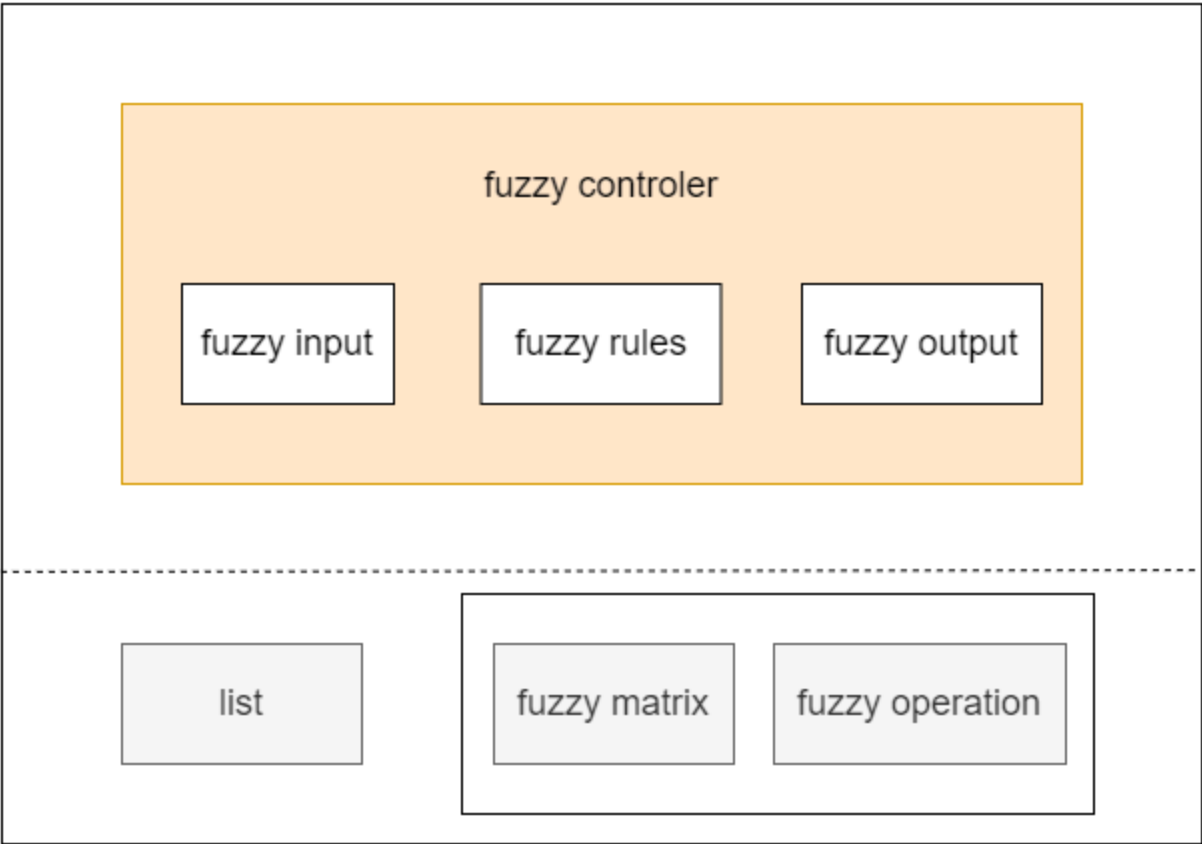 fuzzy controler
fuzzy input
fuzzy rules
fuzzy output
list
fuzzy matrix
fuzzy operation